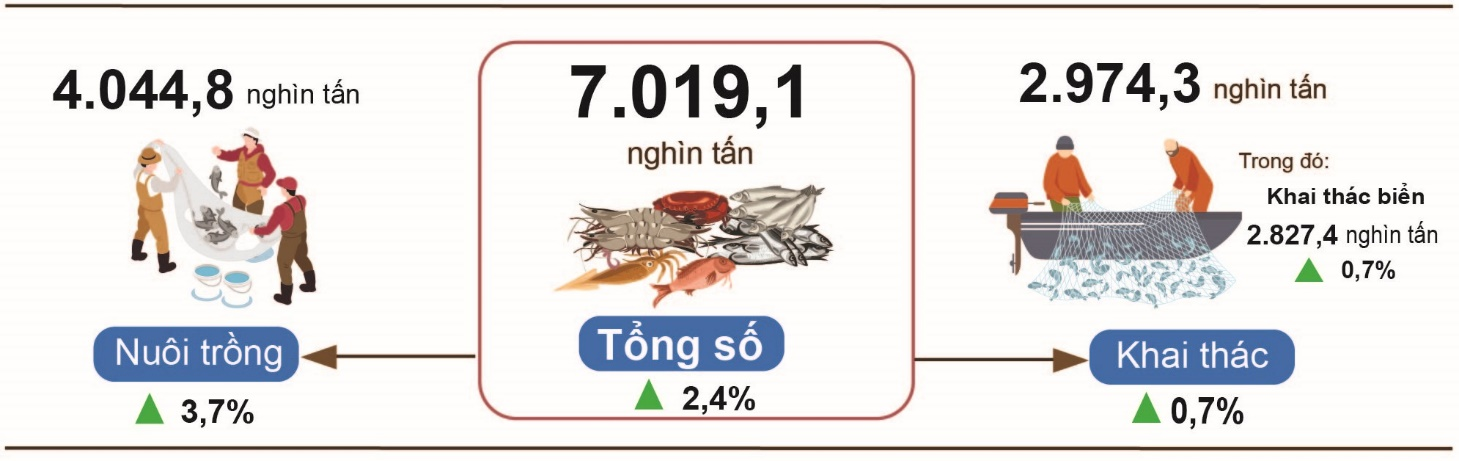 4.044,8 nghìn tấn
Nuôi trồng
3,7%
7.019,1
nghìn tấn
Tổng số
2,4%
2.974,3 nghìn tấn
Trong đó:
Khai thác biển
2.827,4 nghìn tấn
0,7%
Khai thác
0,7%